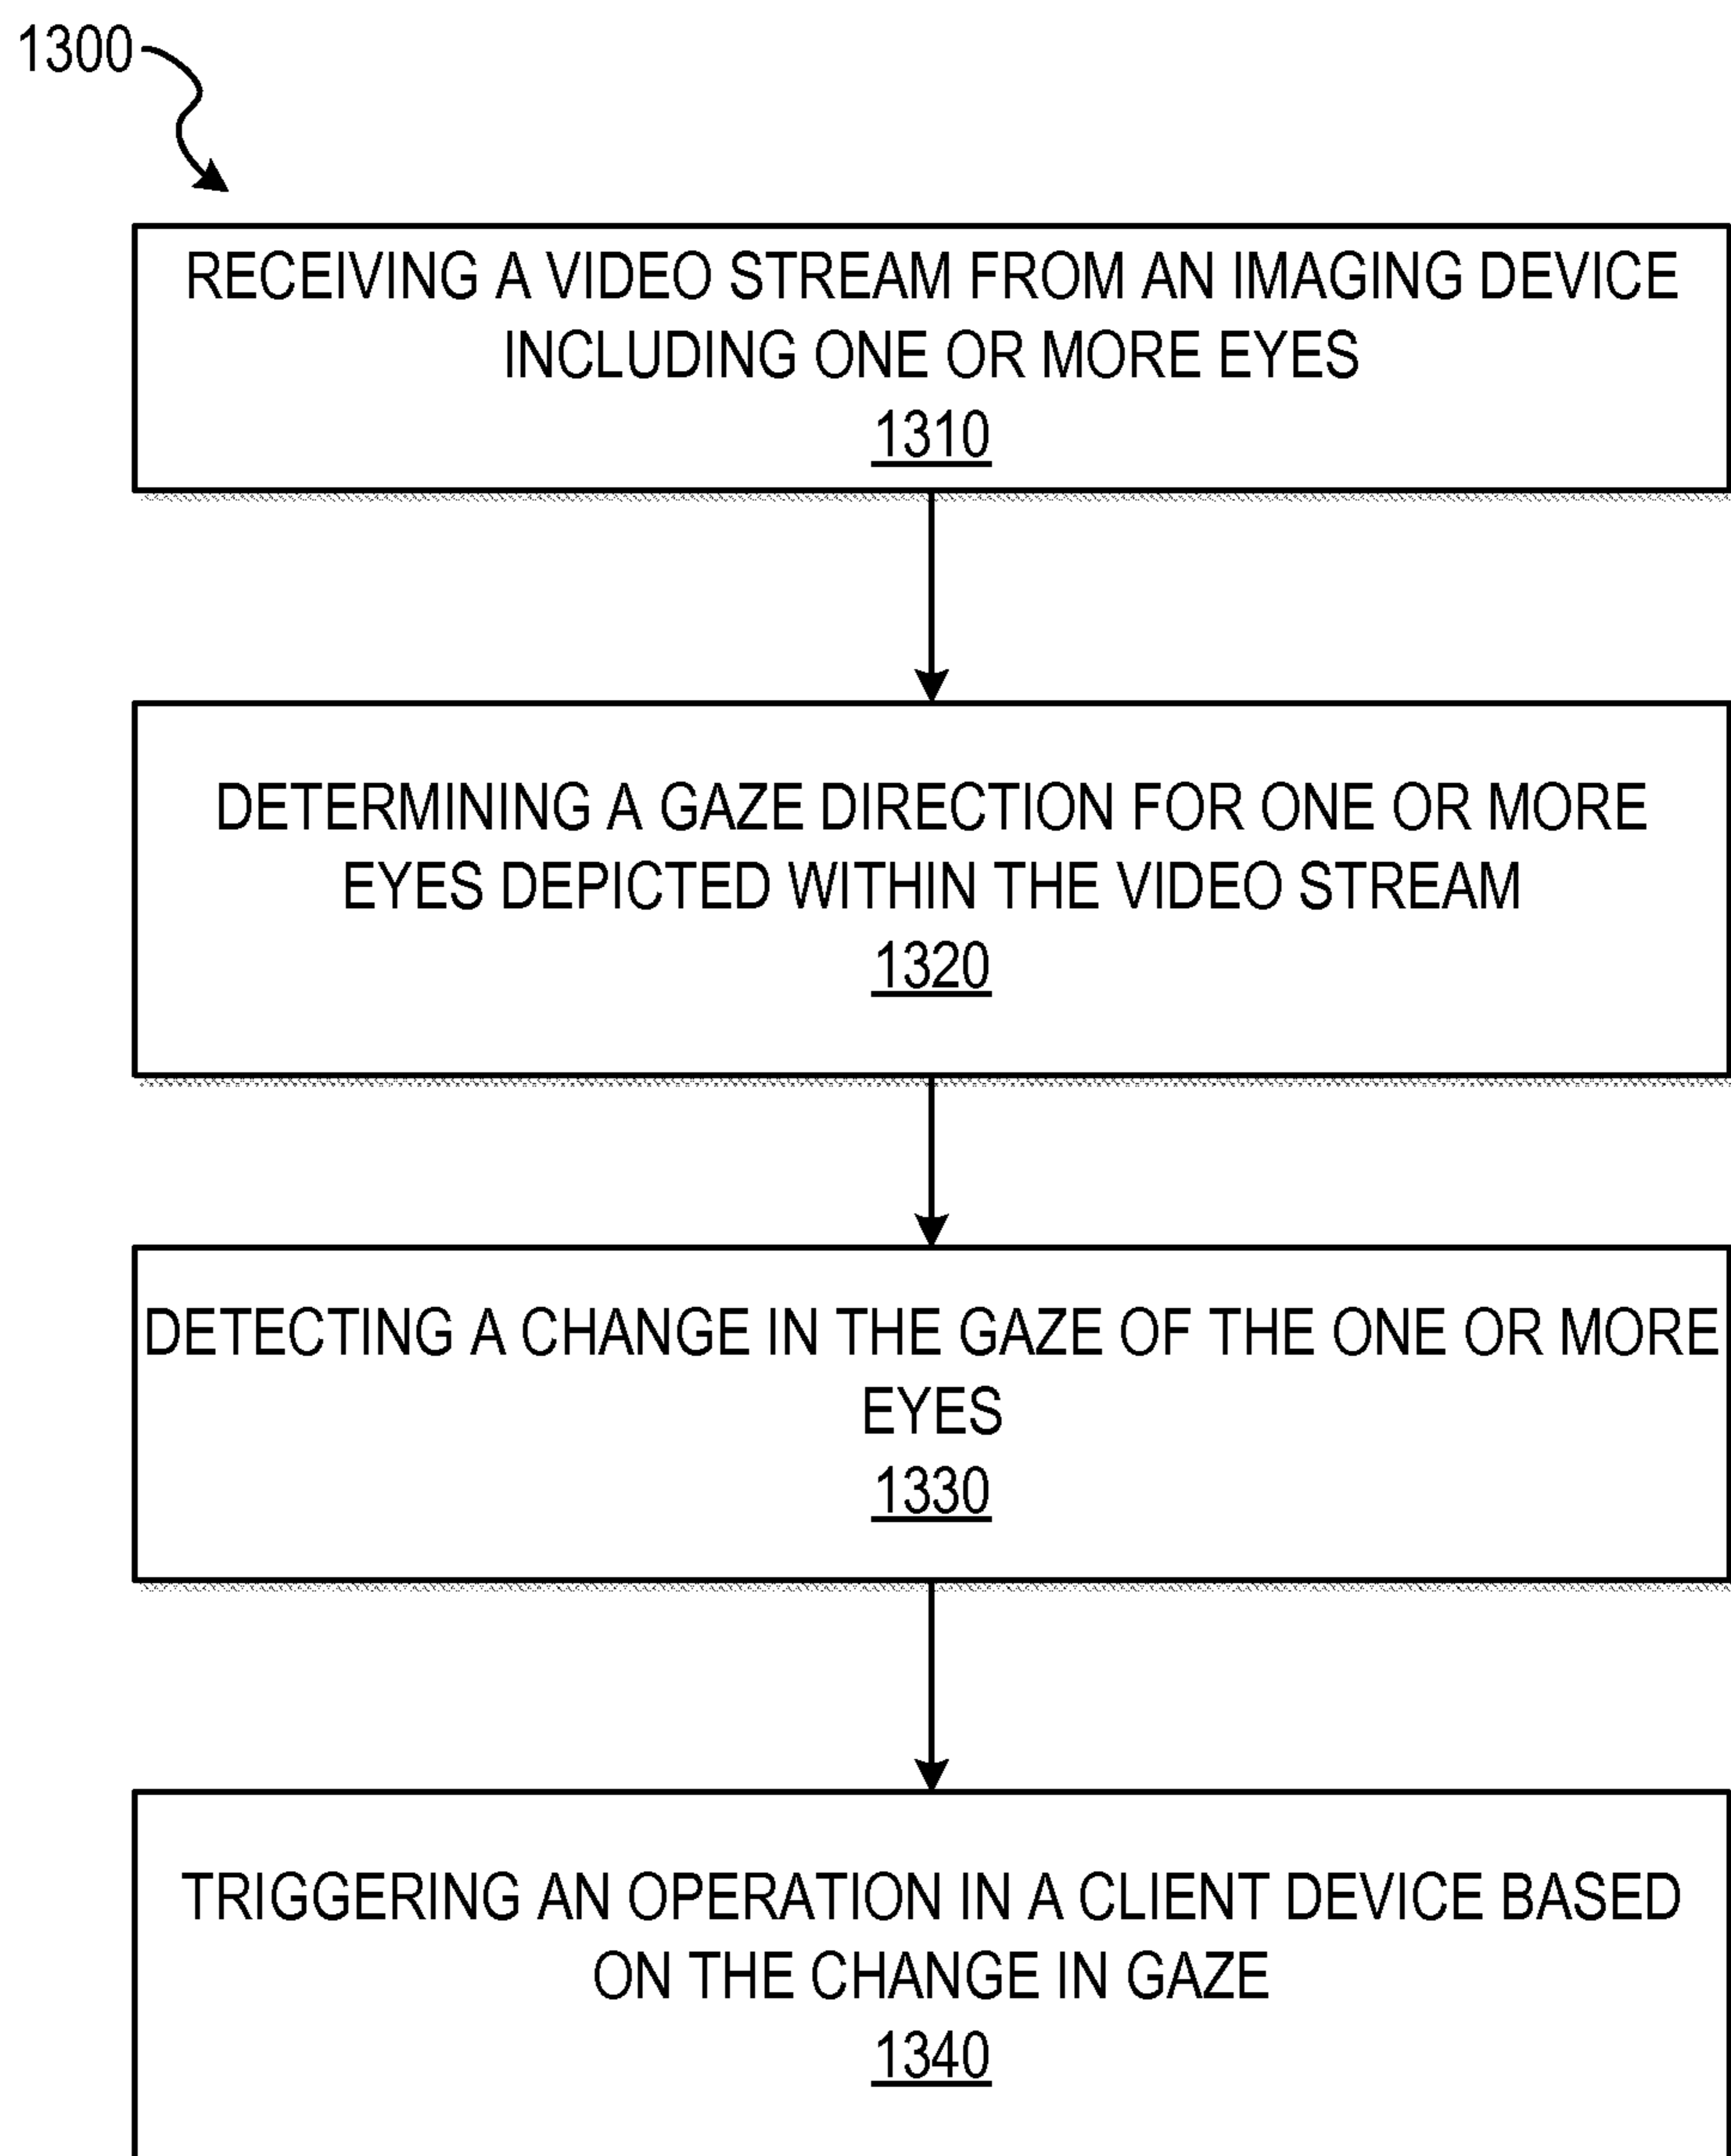 1300
RECEIVING A VIDEO STREAM FROM AN IMAGING DEVICE
INCLUDING ONE OR MORE EYES
1310
DETERMINING A GAZE DIRECTION FOR ONE OR MORE
EYES DEPICTED WITHIN THE VIDEO STREAM
1320
DETECTING A CHANGE IN THE GAZE OF THE ONE OR MORE
EYES
1330
TRIGGERING AN OPERATION IN A CLIENT DEVICE BASED
ON THE CHANGE IN GAZE
1340